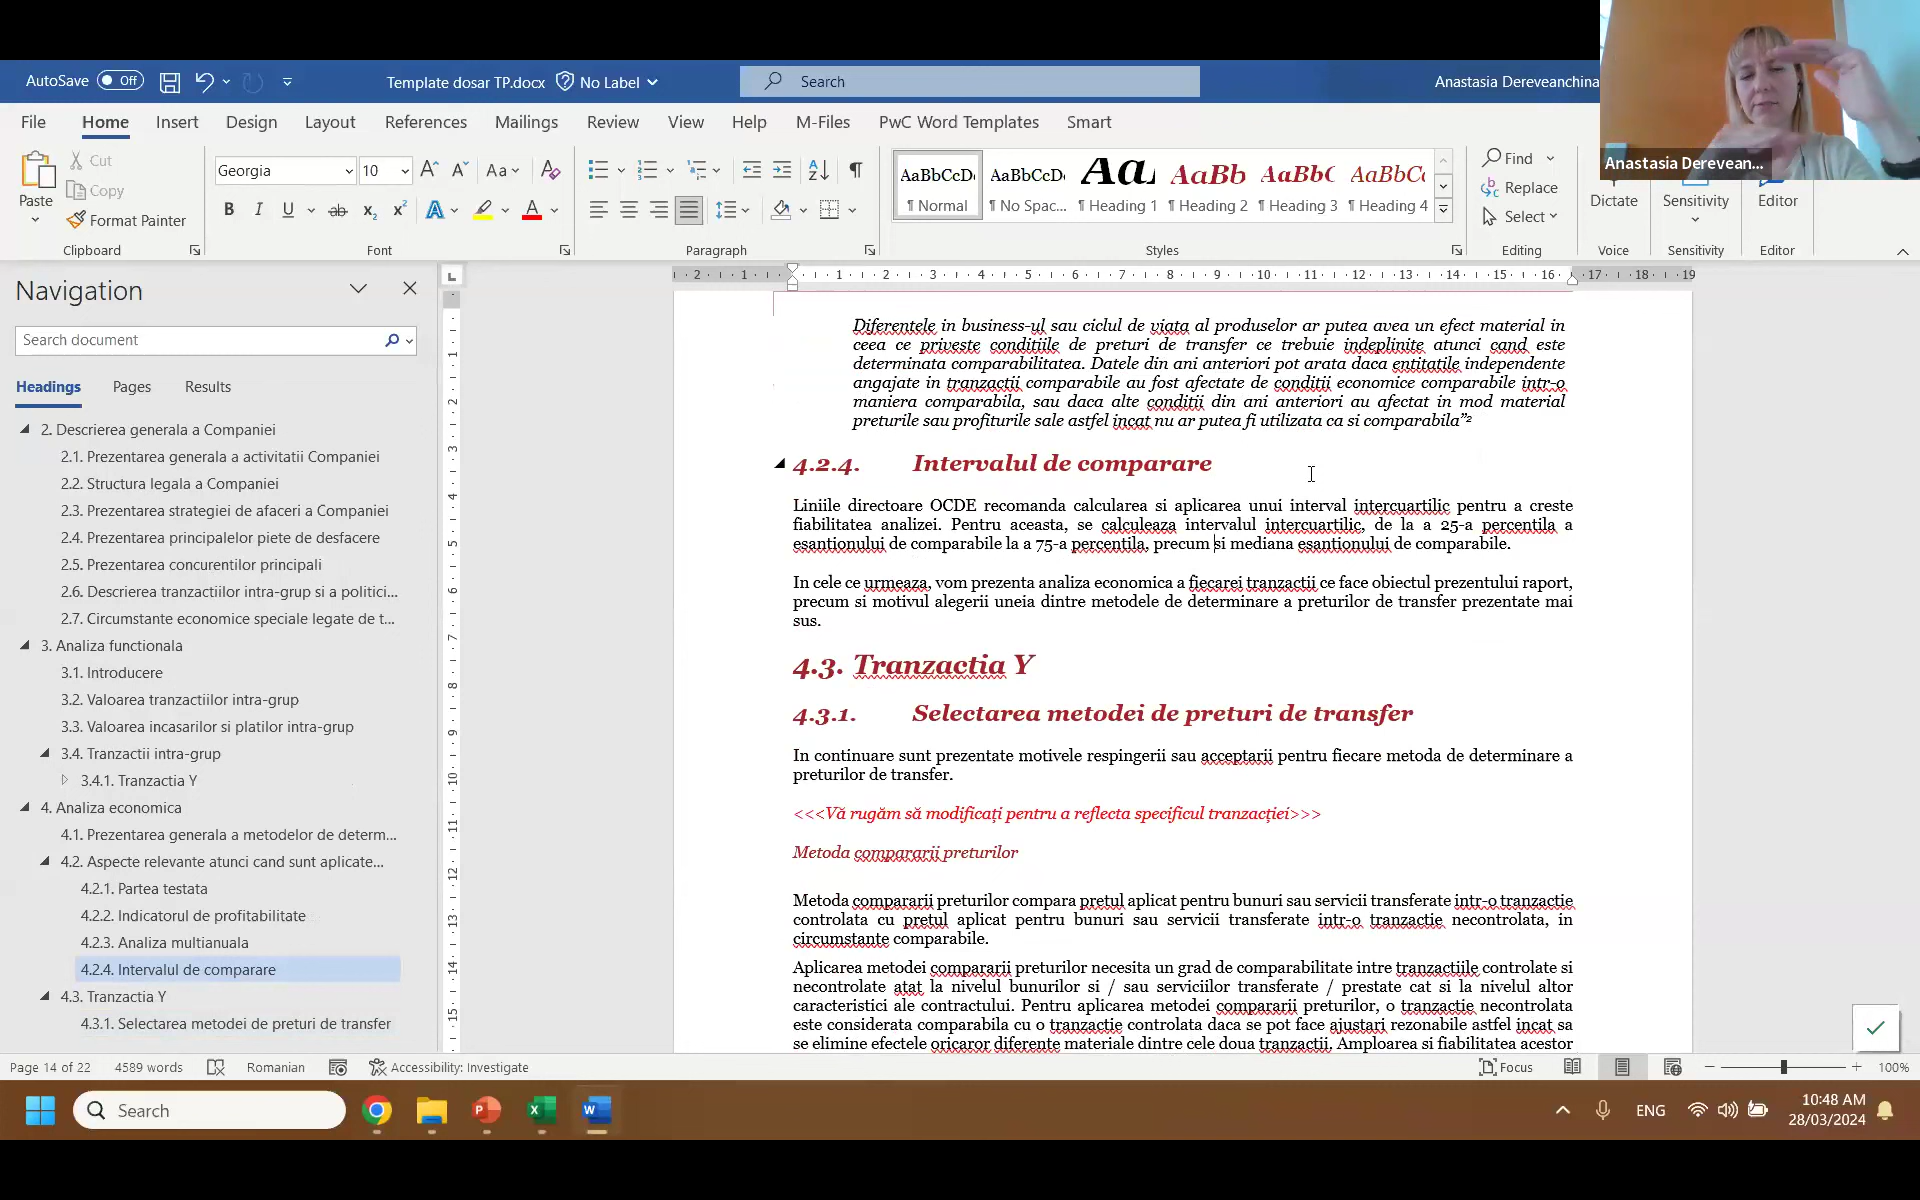 AutoSave Off
Template dosar TP.docx No Label
Search
Anastasia Dereveanchina
Anastasia Derevean...
File Home Insert Design Layout References Mailings Review View Help M-Files PwC Word Templates Smart
Paste
Cut
Copy
Format Painter
Clipboard
Georgia 10
Font
Paragraph
AaBbCcDc AaBbCcDc AaI AaBb AaBbC AaBbCc
¶ Normal ¶ No Spac... ¶ Heading 1 ¶ Heading 2 ¶ Heading 3 ¶ Heading 4
Styles
Find
Replace
Select
Editing
Dictate
Voice
Sensitivity
Sensitivity
Editor
Editor
Navigation
Search document
Headings Pages Results
2. Descrierea generala a Companiei
2.1. Prezentarea generala a activitatii Companiei
2.2. Structura legala a Companiei
2.3. Prezentarea strategiei de afaceri a Companiei
2.4. Prezentarea principalelor piete de desfacere
2.5. Prezentarea concurentilor principali
2.6. Descrierea tranzactiilor intra-grup si a politici...
2.7. Circumstante economice speciale legate de t...
3. Analiza functionala
3.1. Introducere
3.2. Valoarea tranzactiilor intra-grup
3.3. Valoarea incasarilor si platilor intra-grup
3.4. Tranzactii intra-grup
3.4.1. Tranzactia Y
4. Analiza economica
4.1. Prezentarea generala a metodelor de determ...
4.2. Aspecte relevante atunci cand sunt aplicate...
4.2.1. Partea testata
4.2.2. Indicatorul de profitabilitate
4.2.3. Analiza multianuala
4.2.4. Intervalul de comparare
4.3. Tranzactia Y
4.3.1. Selectarea metodei de preturi de transfer
Diferentele in business-ul sau ciclul de viata al produselor ar putea avea un efect material in
ceea ce priveste conditiile de preturi de transfer ce trebuie indeplinite atunci cand este
determinata comparabilitatea. Datele din ani anteriori pot arata daca entitatile independente
angajate in tranzactii comparabile au fost afectate de conditii economice comparabile intr-o
maniera comparabila, sau daca alte conditii din ani anteriori au afectat in mod material
preturile sau profiturile sale astfel incat nu ar putea fi utilizata ca si comparabila”2
4.2.4. Intervalul de comparare
Liniile directoare OCDE recomanda calcularea si aplicarea unui interval intercuartilic pentru a creste
fiabilitatea analizei. Pentru aceasta, se calculeaza intervalul intercuartilic, de la a 25-a percentila a
esantionului de comparabile la a 75-a percentila, precum si mediana esantionului de comparabile.
In cele ce urmeaza, vom prezenta analiza economica a fiecarei tranzactii ce face obiectul prezentului raport,
precum si motivul alegerii uneia dintre metodele de determinare a preturilor de transfer prezentate mai
sus.
4.3. Tranzactia Y
4.3.1. Selectarea metodei de preturi de transfer
In continuare sunt prezentate motivele respingerii sau acceptarii pentru fiecare metoda de determinare a
preturilor de transfer.
<<<Vă rugăm să modificați pentru a reflecta specificul tranzacției>>>
Metoda compararii preturilor
Metoda compararii preturilor compara pretul aplicat pentru bunuri sau servicii transferate intr-o tranzactie
controlata cu pretul aplicat pentru bunuri sau servicii transferate intr-o tranzactie necontrolata, in
circumstante comparabile.
Aplicarea metodei compararii preturilor necesita un grad de comparabilitate intre tranzactiile controlate si
necontrolate atat la nivelul bunurilor si / sau serviciilor transferate / prestate cat si la nivelul altor
caracteristici ale contractului. Pentru aplicarea metodei compararii preturilor, o tranzactie necontrolata
este considerata comparabila cu o tranzactie controlata daca se pot face ajustari rezonabile astfel incat sa
se elimine efectele oricaror diferente materiale dintre cele doua tranzactii. Amploarea si fiabilitatea acestor
Page 14 of 22 4589 words Romanian Accessibility: Investigate Focus 100%
Search
ENG
10:48 AM
28/03/2024